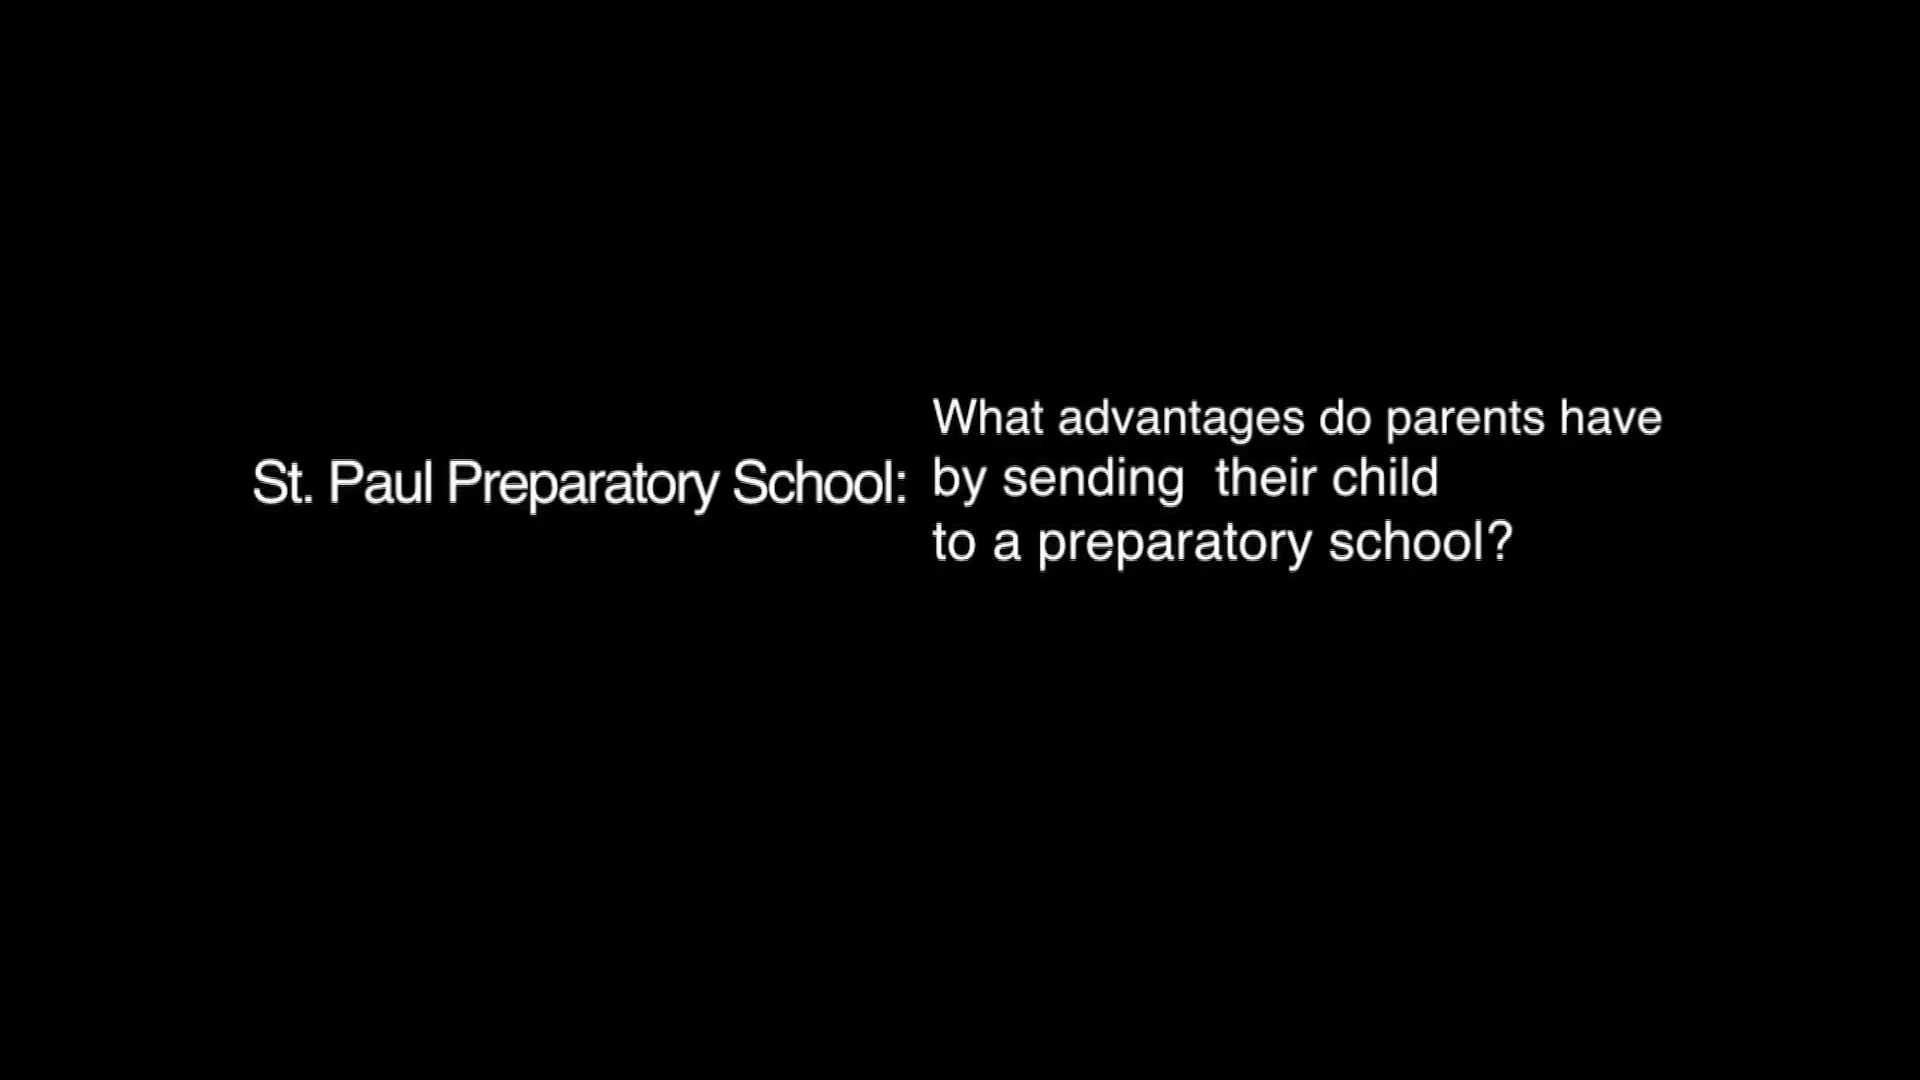 St. Paul Preparatory School:
What advantages do parents have
by sending  their child
to a preparatory school?